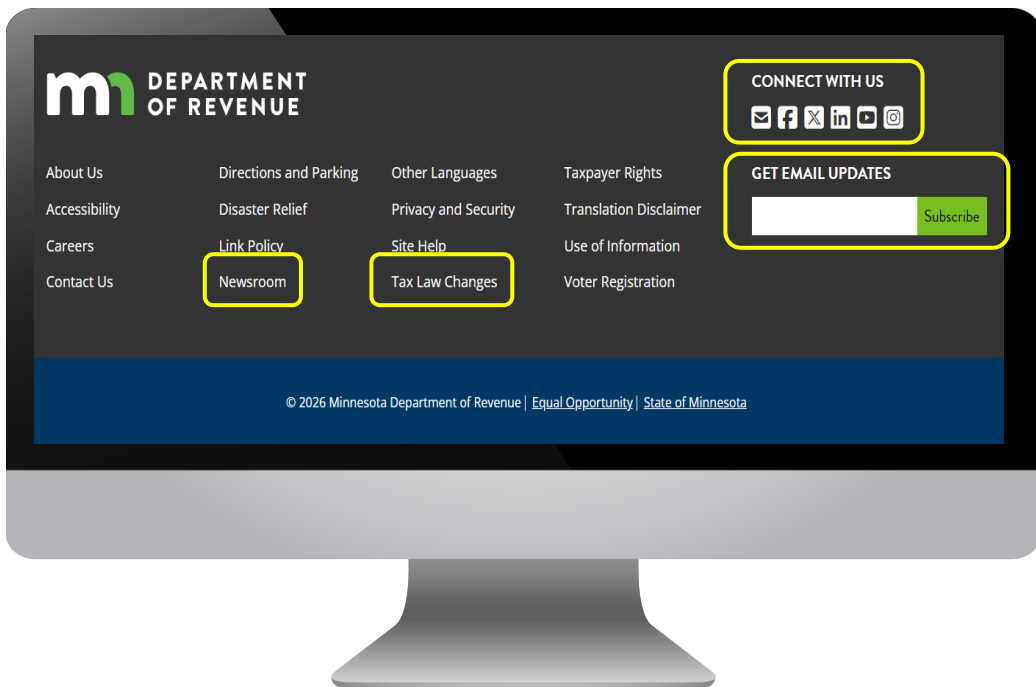 mn DEPARTMENT
OF REVENUE
CONNECT WITH US
About Us
Directions and Parking
Other Languages
Taxpayer Rights
GET EMAIL UPDATES
Accessibility
Disaster Relief
Privacy and Security
Translation Disclaimer
Subscribe
Careers
Link Policy
Site Help
Use of Information
Contact Us
Newsroom
Tax Law Changes
Voter Registration
© 2026 Minnesota Department of Revenue | Equal Opportunity | State of Minnesota